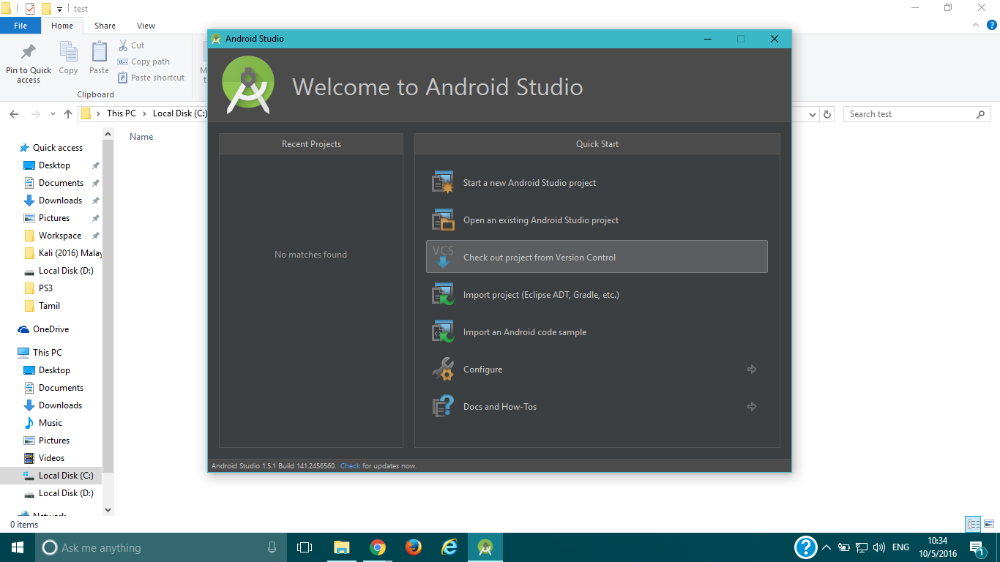 test
File Home Share View
Pin to Quick access
Copy
Paste
Cut
Copy path
Paste shortcut
Clipboard
This PC Local Disk (C:)
Search test
Name
Quick access
Desktop
Documents
Downloads
Pictures
Workspace
Kali (2016) Malay
Local Disk (D:)
PS3
Tamil
OneDrive
This PC
Desktop
Documents
Downloads
Music
Pictures
Videos
Local Disk (C:)
Local Disk (D:)
0 items
Android Studio
Welcome to Android Studio
Recent Projects
No matches found
Quick Start
Start a new Android Studio project
Open an existing Android Studio project
VCS
Check out project from Version Control
Import project (Eclipse ADT, Gradle, etc.)
Import an Android code sample
Configure
Docs and How-Tos
Android Studio 1.5.1 Build 141.2456560. Check for updates now.
Ask me anything
ENG
10:34
10/5/2016
1